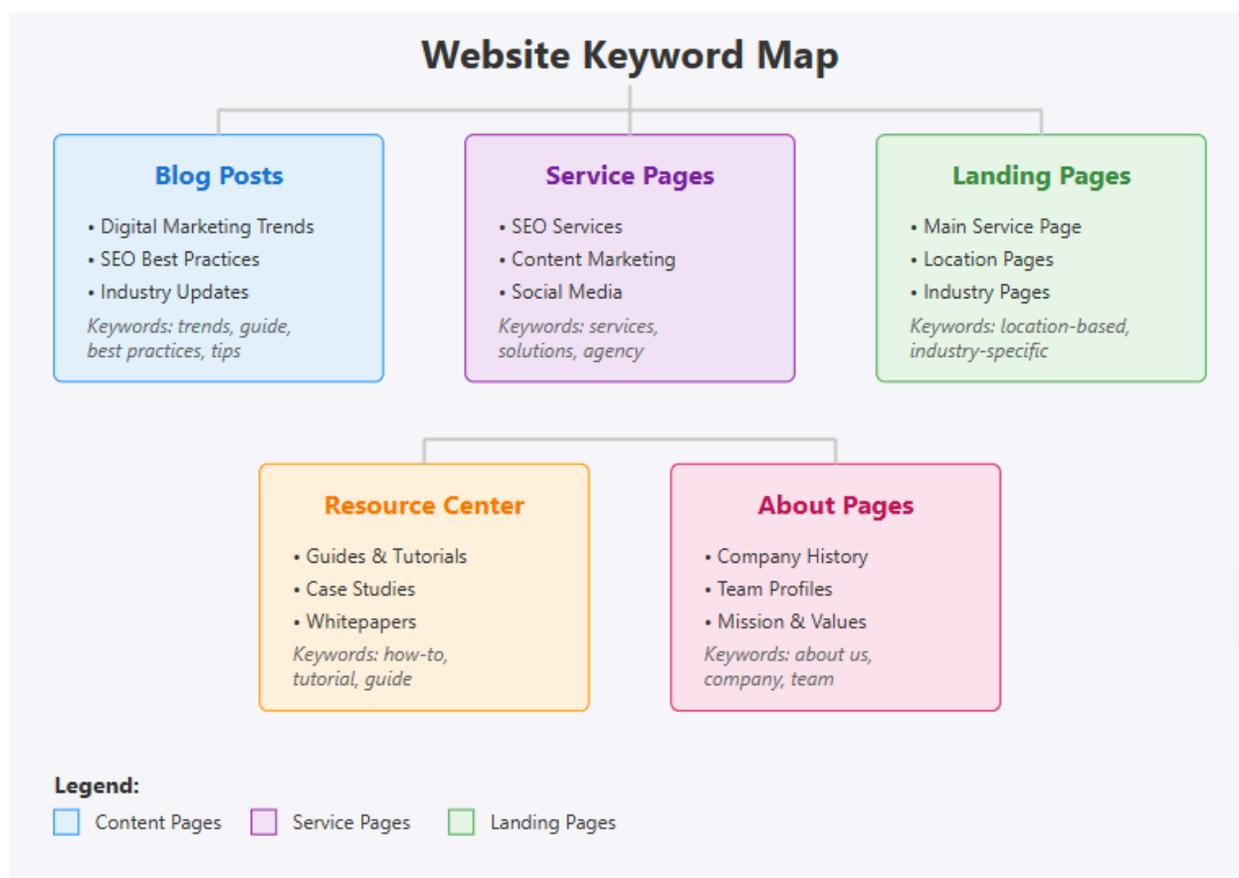 Website Keyword Map
Blog Posts
• Digital Marketing Trends
• SEO Best Practices
• Industry Updates
Keywords: trends, guide,
best practices, tips
Service Pages
• SEO Services
• Content Marketing
• Social Media
Keywords: services,
solutions, agency
Landing Pages
• Main Service Page
• Location Pages
• Industry Pages
Keywords: location-based,
industry-specific
Resource Center
• Guides & Tutorials
• Case Studies
• Whitepapers
Keywords: how-to,
tutorial, guide
About Pages
• Company History
• Team Profiles
• Mission & Values
Keywords: about us,
company, team
Legend:
Content Pages
Service Pages
Landing Pages